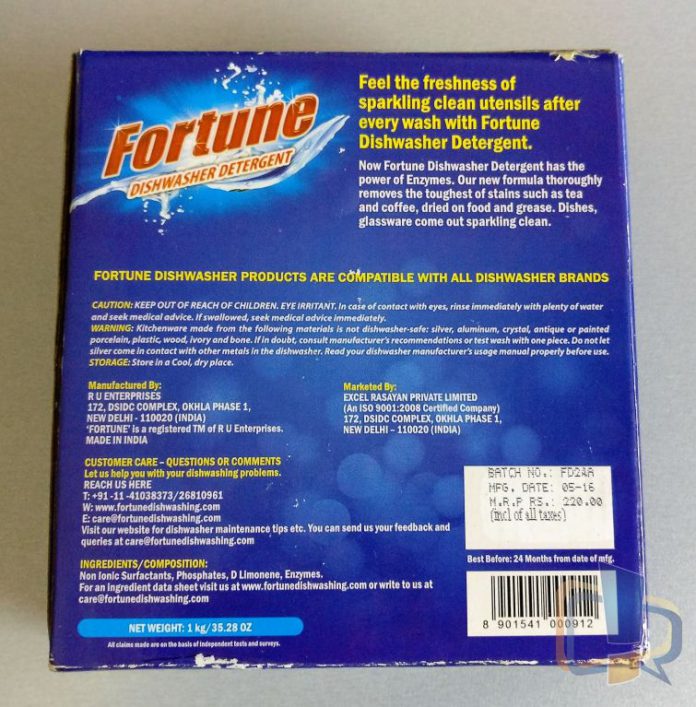 Fortune
DISHWASHER DETERGENT
Feel the freshness of
sparkling clean utensils after
every wash with Fortune
Dishwasher Detergent.
Now Fortune Dishwasher Detergent has the
power of Enzymes. Our new formula thoroughly
removes the toughest of stains such as tea
and coffee, dried on food and grease. Dishes,
glassware come out sparkling clean.
FORTUNE DISHWASHER PRODUCTS ARE COMPATIBLE WITH ALL DISHWASHER BRANDS
CAUTION: KEEP OUT OF REACH OF CHILDREN. EYE IRRITANT. In case of contact with eyes, rinse immediately with plenty of water
and seek medical advice. If swallowed, seek medical advice immediately.
WARNING: Kitchenware made from the following materials is not dishwasher-safe: silver, aluminum, crystal, antique or painted
porcelain, plastic, wood, ivory and bone. If in doubt, consult manufacturer's recommendations or test wash with one piece. Do not let
silver come in contact with other metals in the dishwasher. Read your dishwasher manufacturer's usage manual properly before use.
STORAGE: Store in a Cool, dry place.
Manufactured By:
R U ENTERPRISES
172, DSIDC COMPLEX, OKHLA PHASE 1,
NEW DELHI - 110020 (INDIA)
'FORTUNE' is a registered TM of R U Enterprises.
MADE IN INDIA
Marketed By:
EXCEL RASAYAN PRIVATE LIMITED
(An ISO 9001:2008 Certified Company)
172, DSIDC COMPLEX, OKHLA PHASE 1,
NEW DELHI – 110020 (INDIA)
CUSTOMER CARE – QUESTIONS OR COMMENTS
Let us help you with your dishwashing problems.
REACH US HERE
T: +91 -11 -41038373/26810961
W: www.fortunedishwashing.com
E: care@fortunedishwashing.com
Visit our website for dishwasher maintenance tips etc. You can send us your feedback and
queries at care@fortunedishwashing.com
BATCH NO.: FD24A
MFG. DATE: 05-16
M.R.P RS.: 220.00
(incl of all taxes)
Best Before: 24 Months from date of mfg.
INGREDIENTS/COMPOSITION:
Non Ionic Surfactants, Phosphates, D Limonene, Enzymes.
For an ingredient data sheet visit us at www.fortunedishwashing.com or write to us at
care@fortunedishwashing.com
8 901541 000912
NET WEIGHT: 1 kg/35.28 OZ
All claims made are on the basis of independent tests and surveys.